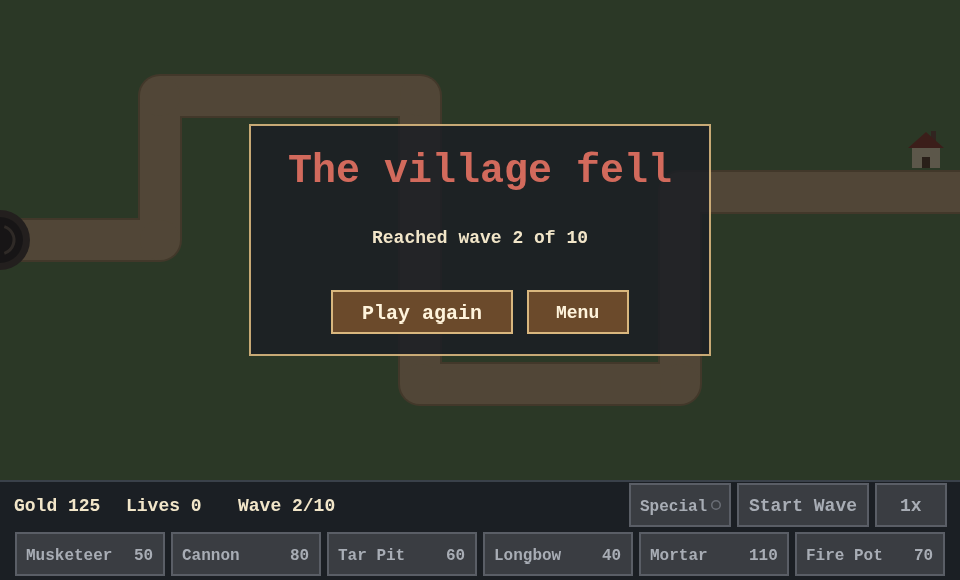 The village fell
Reached wave 2 of 10
Play again Menu
Gold 125 Lives 0 Wave 2/10 Special Start Wave 1x
Musketeer 50 Cannon 80 Tar Pit 60 Longbow 40 Mortar 110 Fire Pot 70